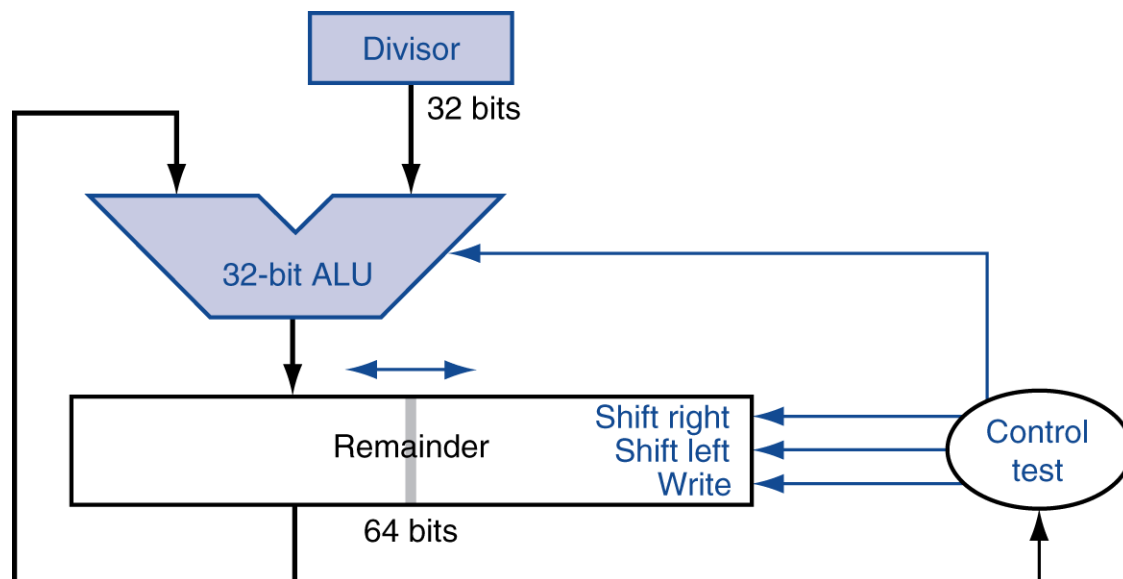 Divisor
32 bits
32-bit ALU
Remainder
Shift right
Shift left
Write
Control
test
64 bits